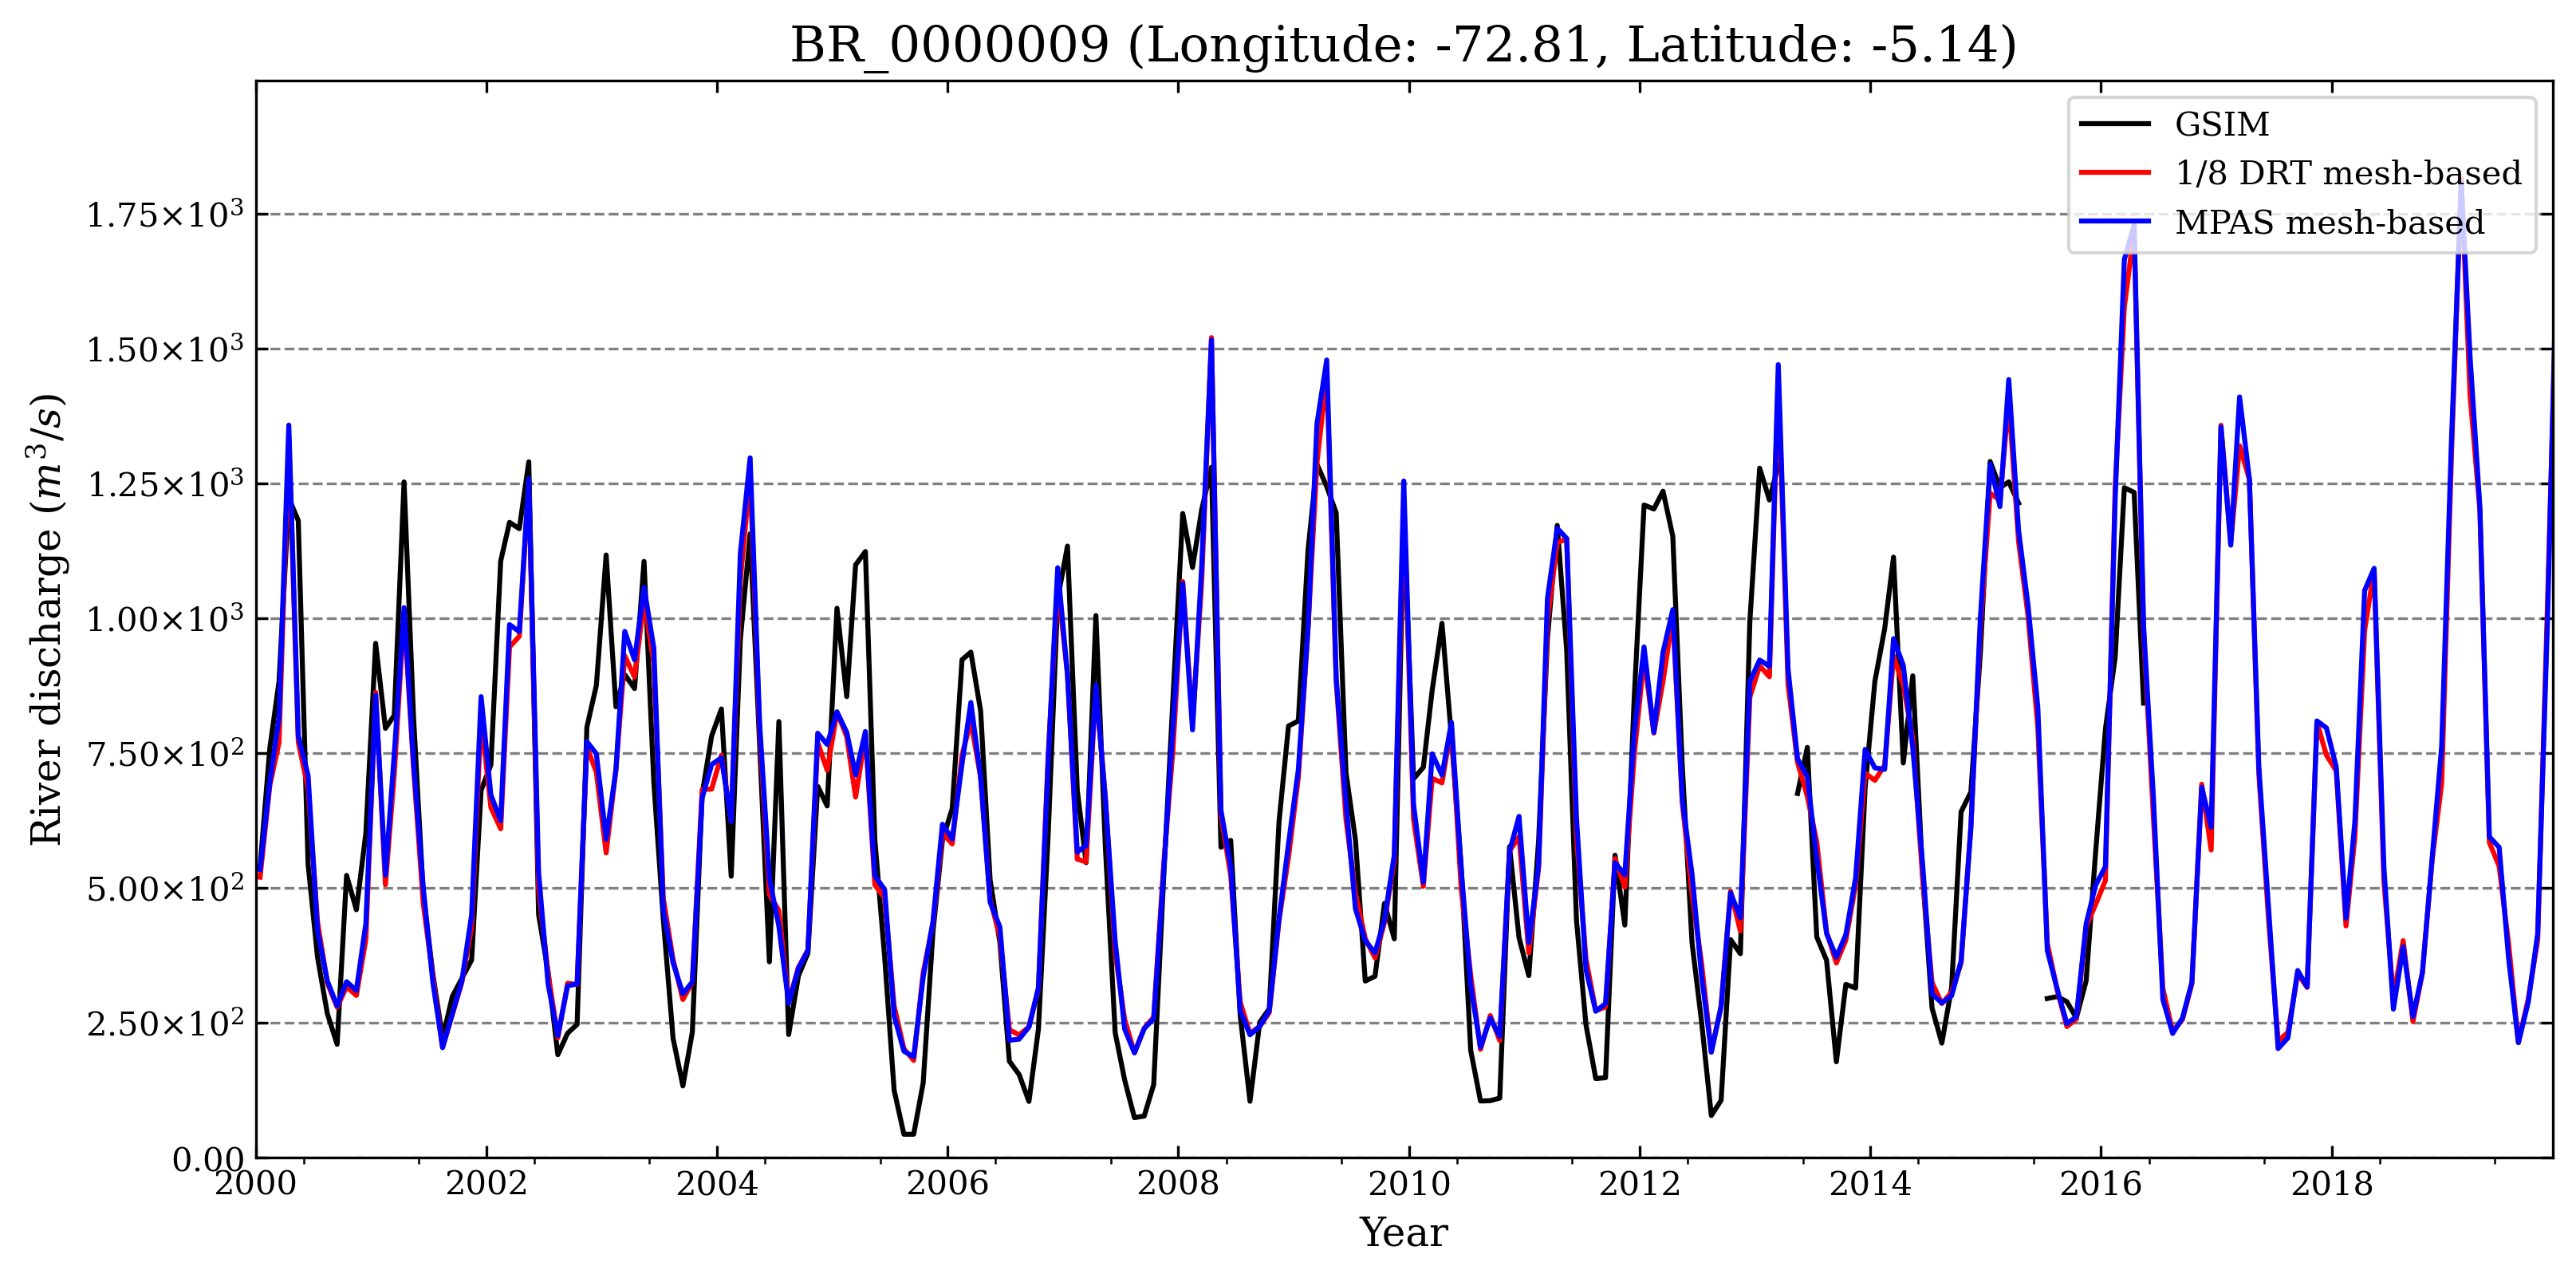 BR_0000009 (Longitude: -72.81, Latitude: -5.14)
GSIM
1/8 DRT mesh-based
MPAS mesh-based
River discharge (m³/s)
1.75×10³
1.50×10³
1.25×10³
1.00×10³
7.50×10²
5.00×10²
2.50×10²
0.00
2000 2002 2004 2006 2008 2010 2012 2014 2016 2018
Year